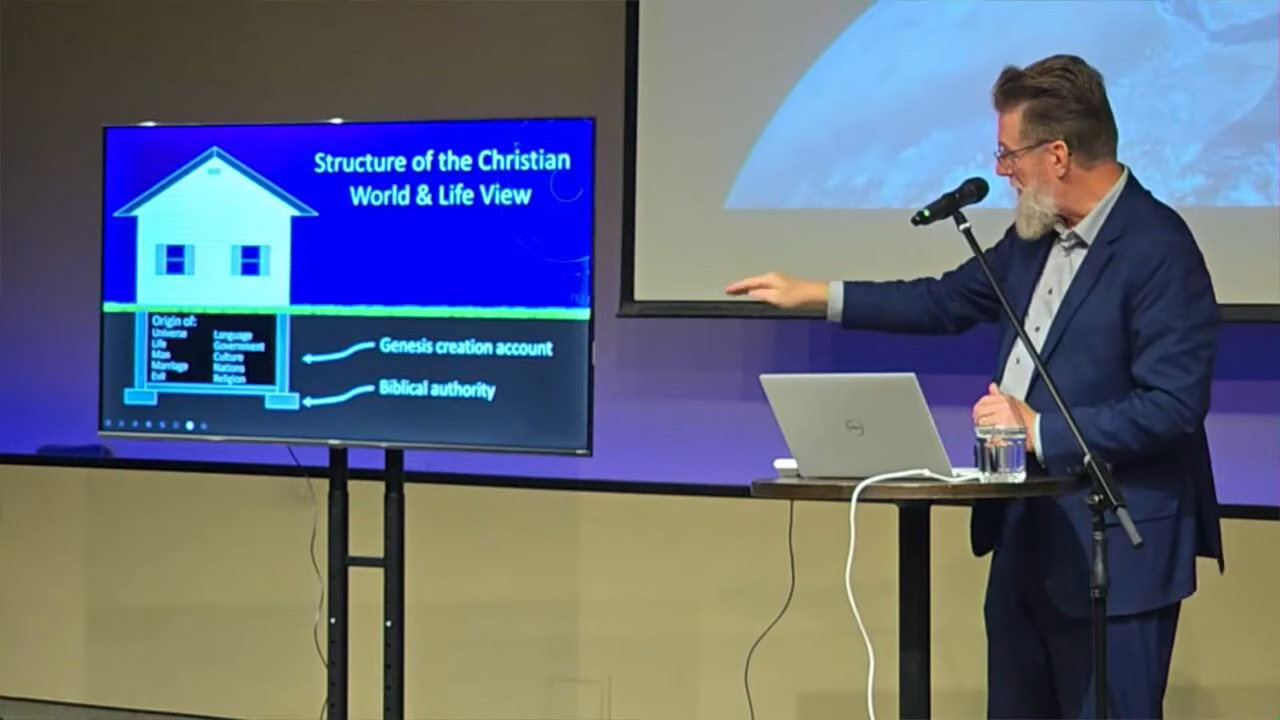 Structure of the Christian
World & Life View
Origin of:
Universe
Life
Man
Marriage
Evil
Language
Government
Culture
Nations
Religion
Genesis creation account
Biblical authority
DELL